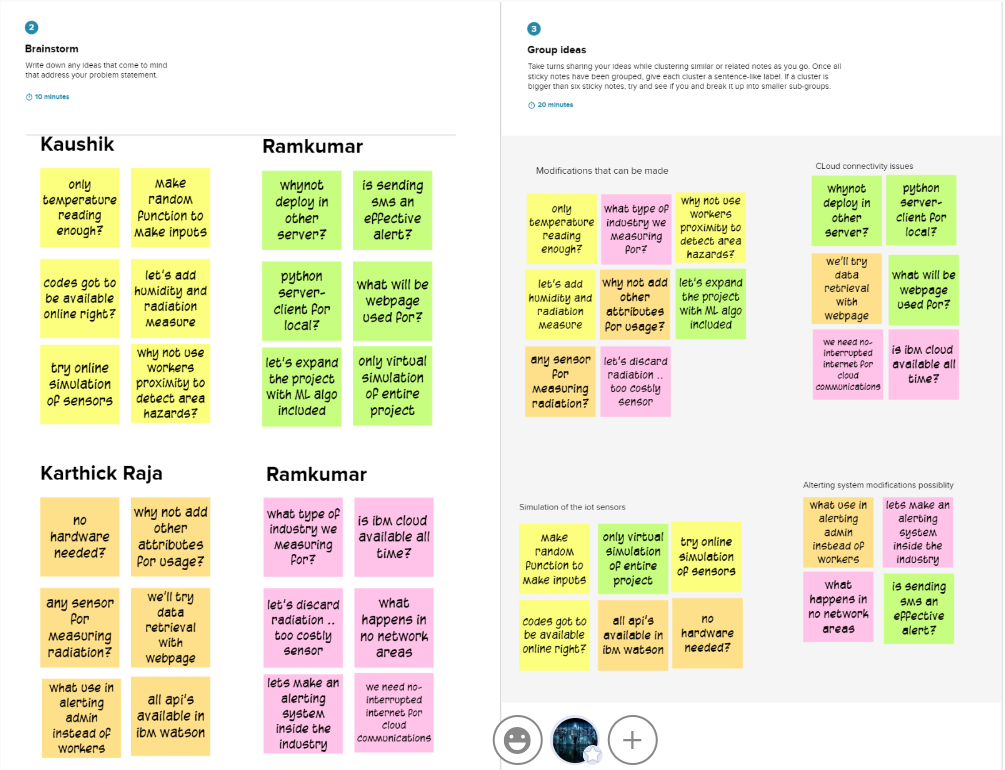 2
Brainstorm
Write down any ideas that come to mind
that address your problem statement.
10 minutes
Kaushik
only
temperature
reading
enough?
make
random
function to
make inputs
codes got to
be available
online right?
let's add
humidity and
radiation
measure
try online
simulation
of sensors
why not use
workers
proximity to
detect area
hazards?
Ramkumar
whynot
deploy in
other
server?
is sending
sms an
effective
alert?
python
server-
client for
local?
what will be
webpage
used for?
let's expand
the project
with ML algo
included
only virtual
simulation
of entire
project
Karthick Raja
no
hardware
needed?
why not add
other
attributes
for usage?
any sensor
for
measuring
radiation?
we'll try
data
retrieval
with
webpage
what use in
alerting
admin
instead of
workers
all api's
available in
ibm watson
Ramkumar
what type of
industry we
measuring
for?
is ibm cloud
available all
time?
let's discard
radiation ..
too costly
sensor
what
happens in
no network
areas
lets make an
alerting
system
inside the
industry
we need no-
interrupted
internet for
cloud
communications
3
Group ideas
Take turns sharing your ideas while clustering similar or related notes as you go. Once all
sticky notes have been grouped, give each cluster a sentence-like label. If a cluster is
bigger than six sticky notes, try and see if you and break it up into smaller sub-groups.
20 minutes
Modifications that can be made
only
temperature
reading
enough?
what type of
industry we
measuring
for?
why not use
workers
proximity to
detect area
hazards?
let's add
humidity and
radiation
measure
why not add
other
attributes
for usage?
let's expand
the project
with ML algo
included
any sensor
for
measuring
radiation?
let's discard
radiation ..
too costly
sensor
CLoud connectivity issues
whynot
deploy in
other
server?
python
server-
client for
local?
we'll try
data
retrieval
with
webpage
what will be
webpage
used for?
we need no-
interrupted
internet for
cloud
communications
is ibm cloud
available all
time?
Simulation of the iot sensors
make
random
function to
make inputs
only virtual
simulation
of entire
project
try online
simulation
of sensors
codes got to
be available
online right?
all api's
available in
ibm watson
no
hardware
needed?
Alterting system modifications possiblity
what use in
alerting
admin
instead of
workers
lets make an
alerting
system
inside the
industry
what
happens in
no network
areas
is sending
sms an
effective
alert?